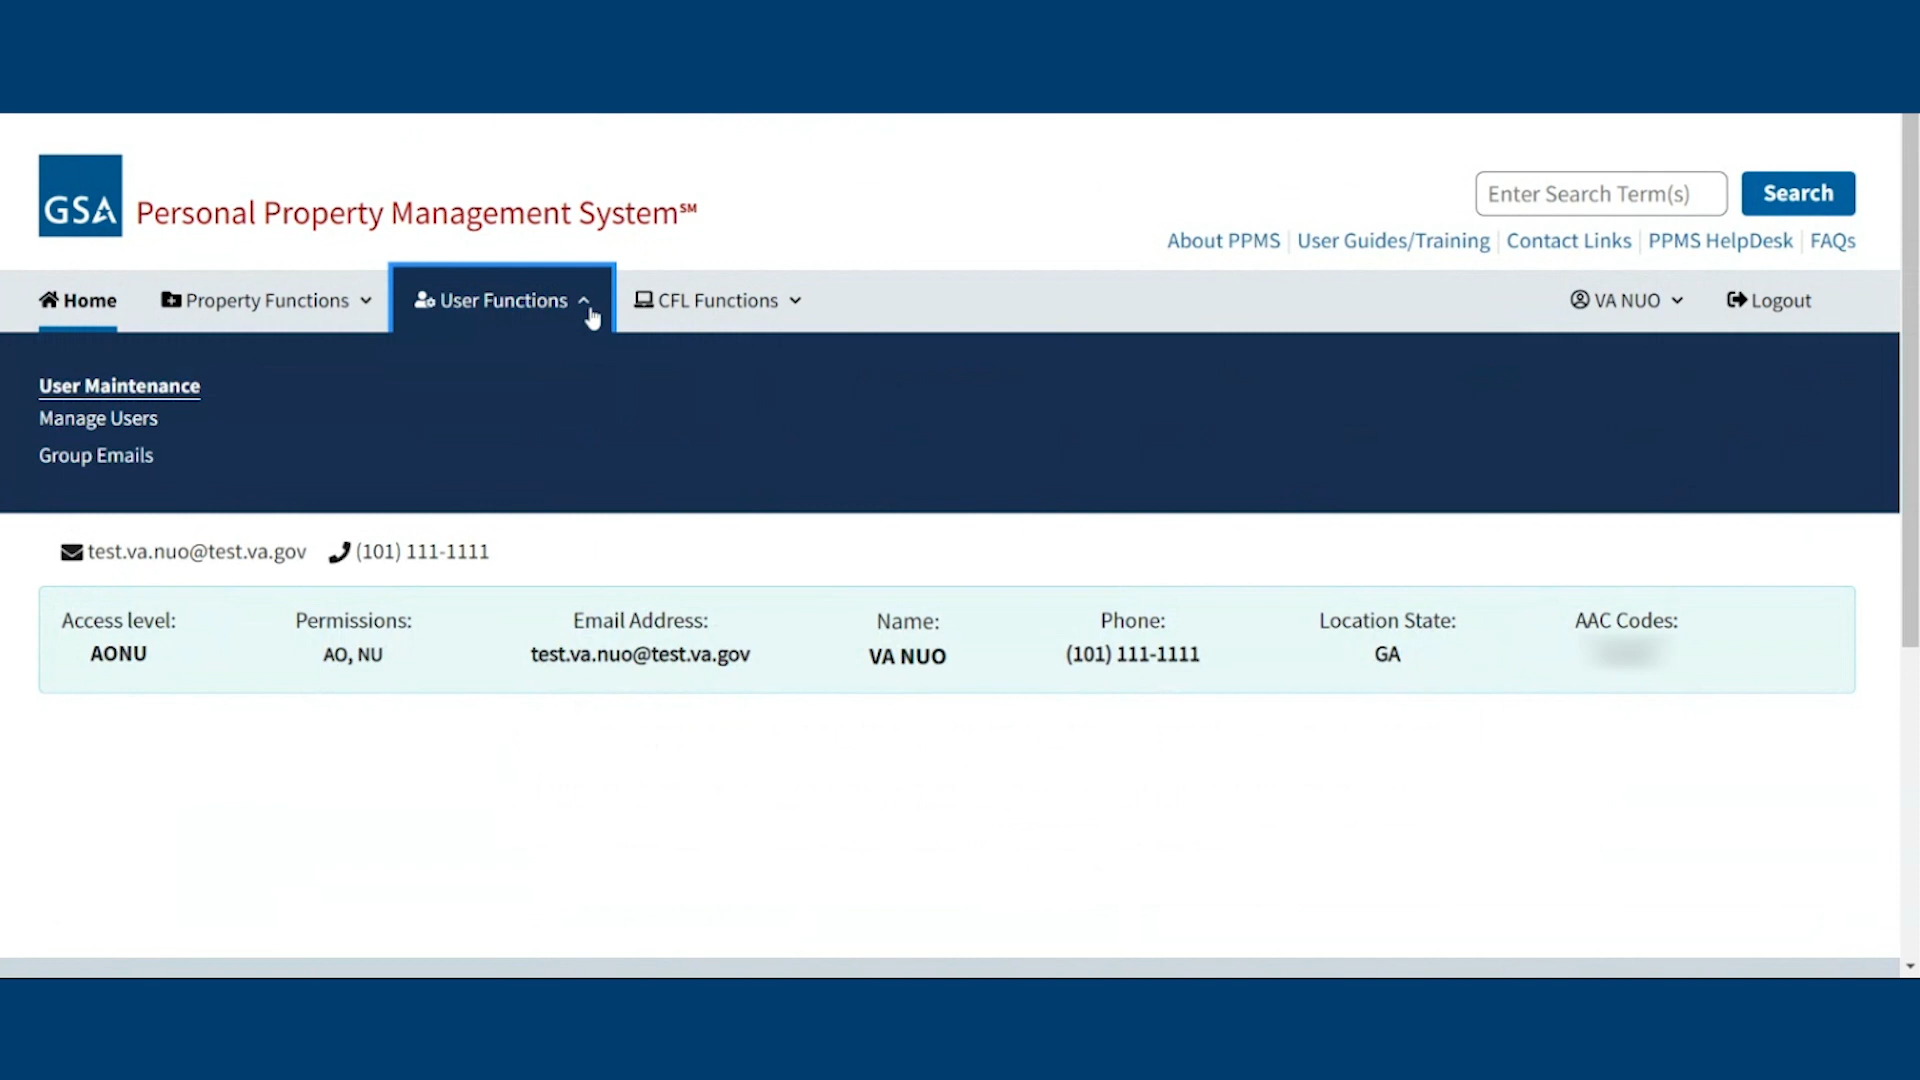 GSA Personal Property Management System℠
Enter Search Term(s) Search
About PPMS User Guides/Training Contact Links PPMS HelpDesk FAQs
Home Property Functions User Functions CFL Functions VA NUO Logout
User Maintenance
Manage Users
Group Emails
test.va.nuo@test.va.gov (101) 111-1111
Access level: Permissions: Email Address: Name: Phone: Location State: AAC Codes:
AONU AO, NU test.va.nuo@test.va.gov VA NUO (101) 111-1111 GA